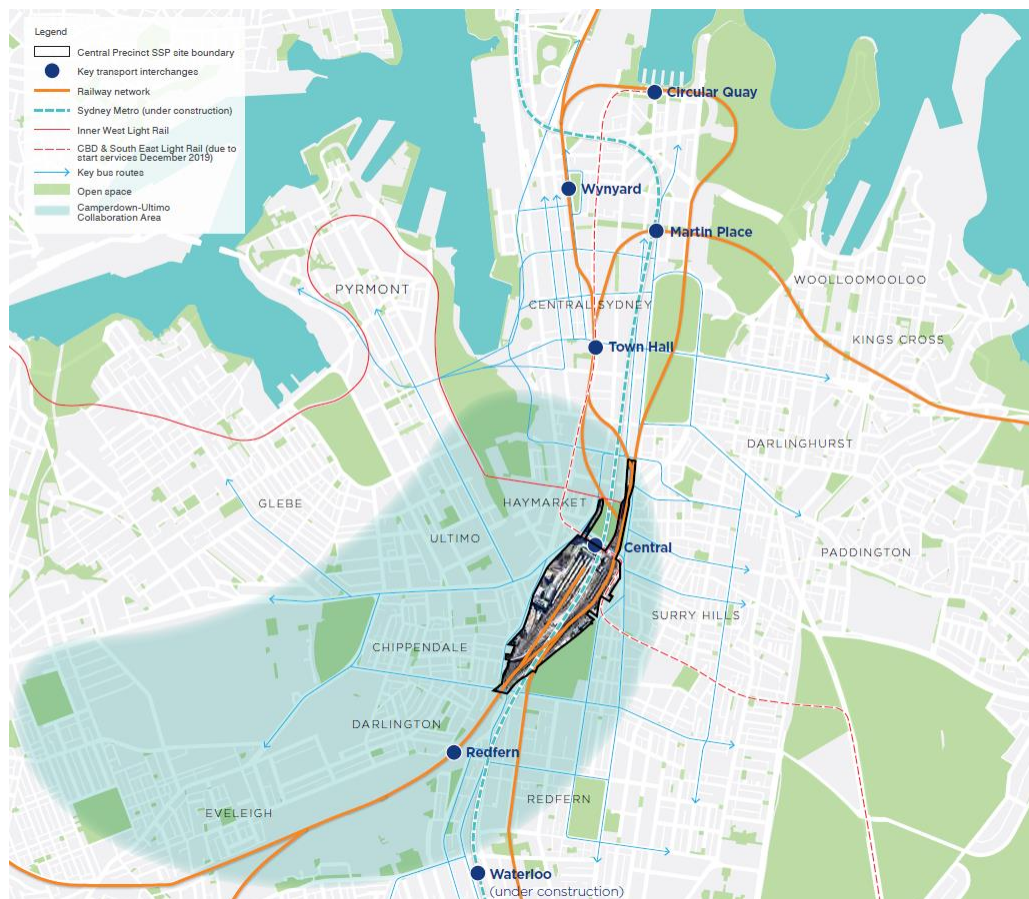 Legend
Central Precinct SSP site boundary
Key transport interchanges
Railway network
Sydney Metro (under construction)
Inner West Light Rail
CBD & South East Light Rail (due to
start services December 2019)
Key bus routes
Open space
Camperdown-Ultimo
Collaboration Area
Circular Quay
Wynyard
Martin Place
WOOLLOOMOOLOO
PYRMONT
CENTRAL SYDNEY
KINGS CROSS
Town Hall
DARLINGHURST
GLEBE
HAYMARKET
ULTIMO
Central
PADDINGTON
SURRY HILLS
CHIPPENDALE
DARLINGTON
Redfern
REDFERN
EVELEIGH
Waterloo
(under construction)